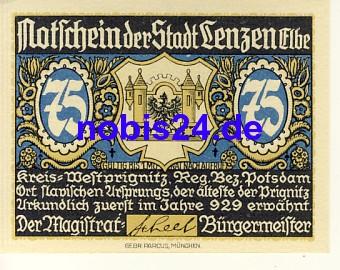 Notschein der Stadt Lenzen Elbe
75 75
nobis24.de
Kreis-Westprignitz, Reg. Bez. Potsdam
Ort slavischen Ursprungs, der älteste der Prignitz
Urkundlich zuerst im Jahre 929 erwähnt.
Der Magistrat- Bürgermeister
GEBR. PARCUS, MÜNCHEN.